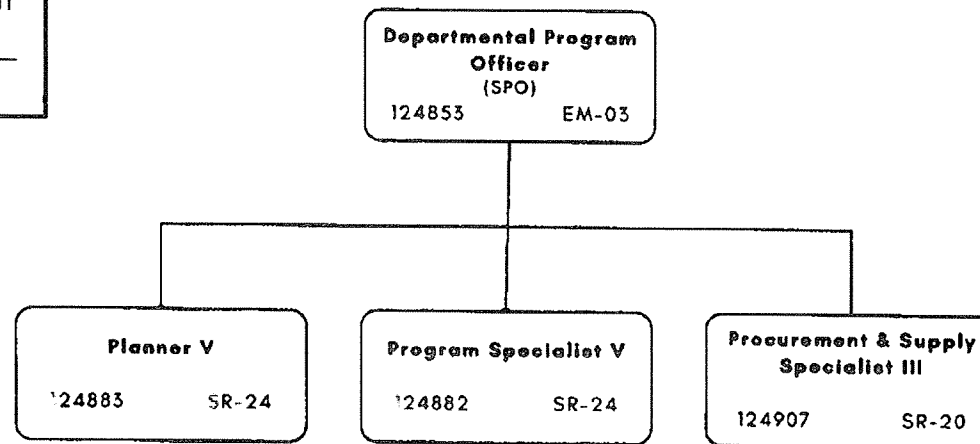 Departmental Program
Officer
(SPO)
124853 EM-03
Planner V
124883 SR-24
Program Specialist V
124882 SR-24
Procurement & Supply
Specialist III
124907 SR-20